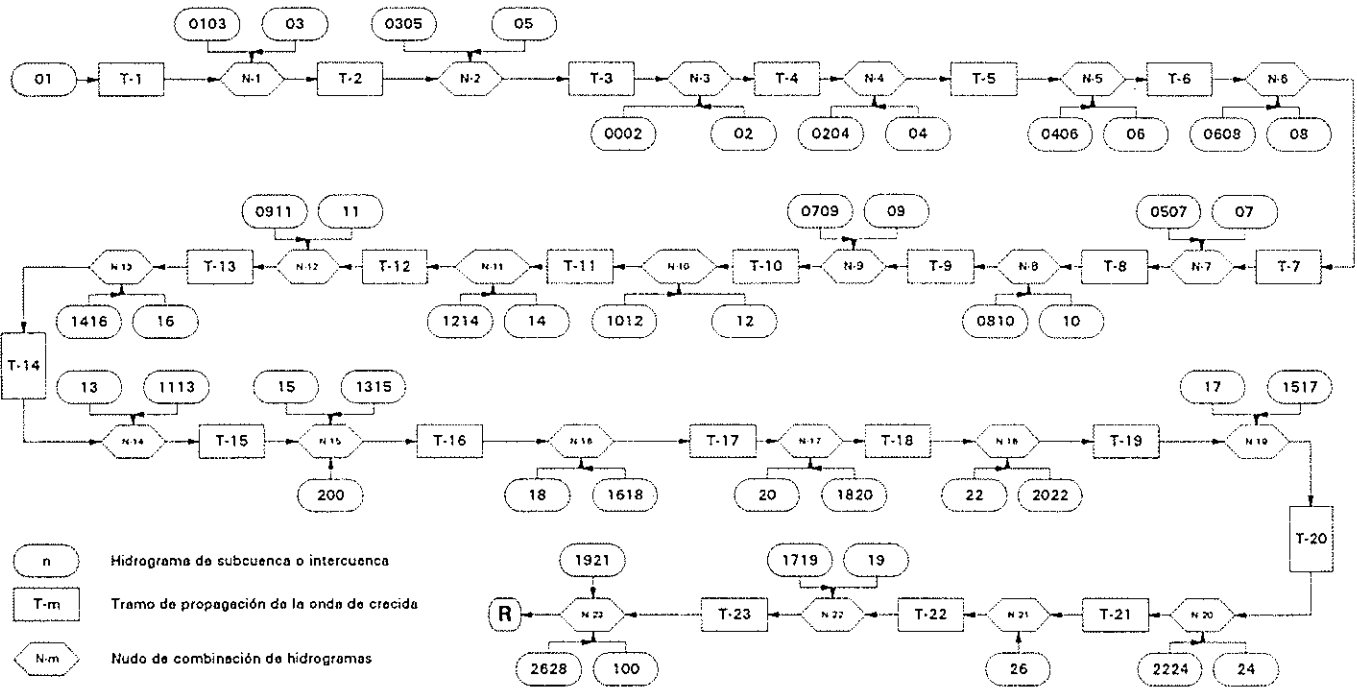 0103 03 0305 05
01 T-1 N-1 T-2 N-2 T-3 N-3 T-4 N-4 T-5 N-5 T-6 N-6
0002 02 0204 04 0406 06 0608 08
0911 11 0709 09 0507 07
N-13 T-13 N-12 T-12 N-11 T-11 N-10 T-10 N-9 T-9 N-8 T-8 N-7 T-7
1416 16 1214 14 1012 12 0810 10
T-14
13 1113 15 1315 17 1517
N-14 T-15 N-15 T-16 N-16 T-17 N-17 T-18 N-18 T-19 N-19
200 18 1618 20 1820 22 2022
T-20
n Hidrograma de subcuenca o intercuenca
1921 1719 19
T-m Tramo de propagación de la onda de crecida
R N-23 T-23 N-22 T-22 N-21 T-21 N-20
N-m Nudo de combinación de hidrogramas
2628 100 26 2224 24